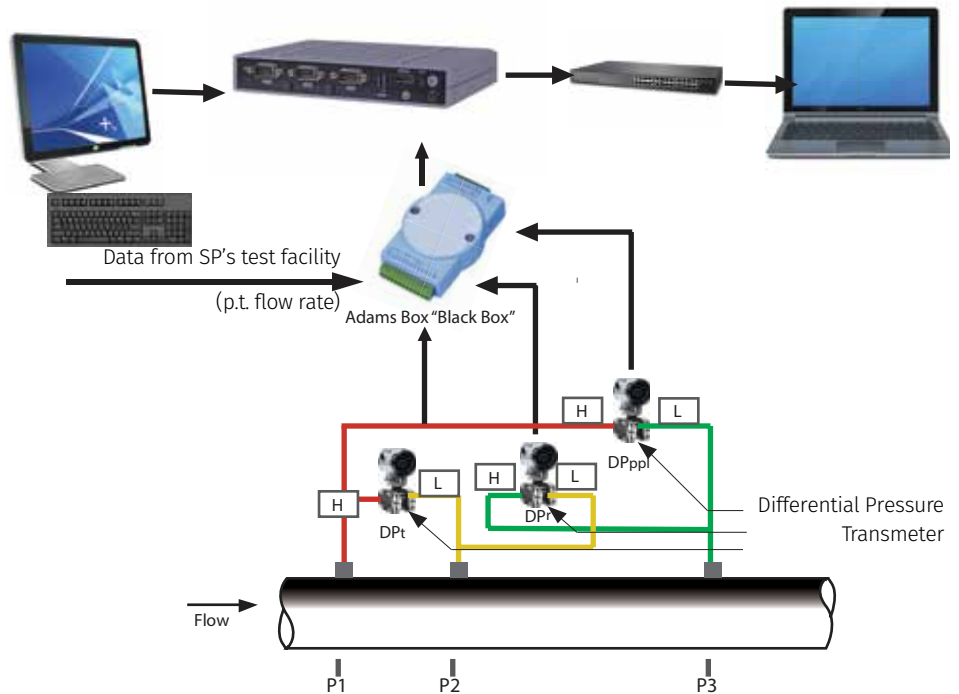 Data from SP's test facility
(p.t. flow rate)
Adams Box "Black Box"
H
L
DPppl
H
L
DPt
H
L
DPr
Differential Pressure
Transmeter
Flow
P1
P2
P3